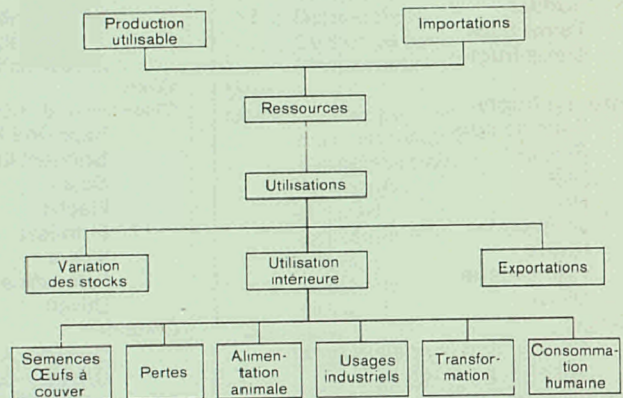 Production
utilisable
Importations
Ressources
Utilisations
Variation
des stocks
Utilisation
intérieure
Exportations
Semences
Œufs à
couver
Pertes
Alimen-
tation
animale
Usages
industriels
Transfor-
mation
Consomma-
tion
humaine